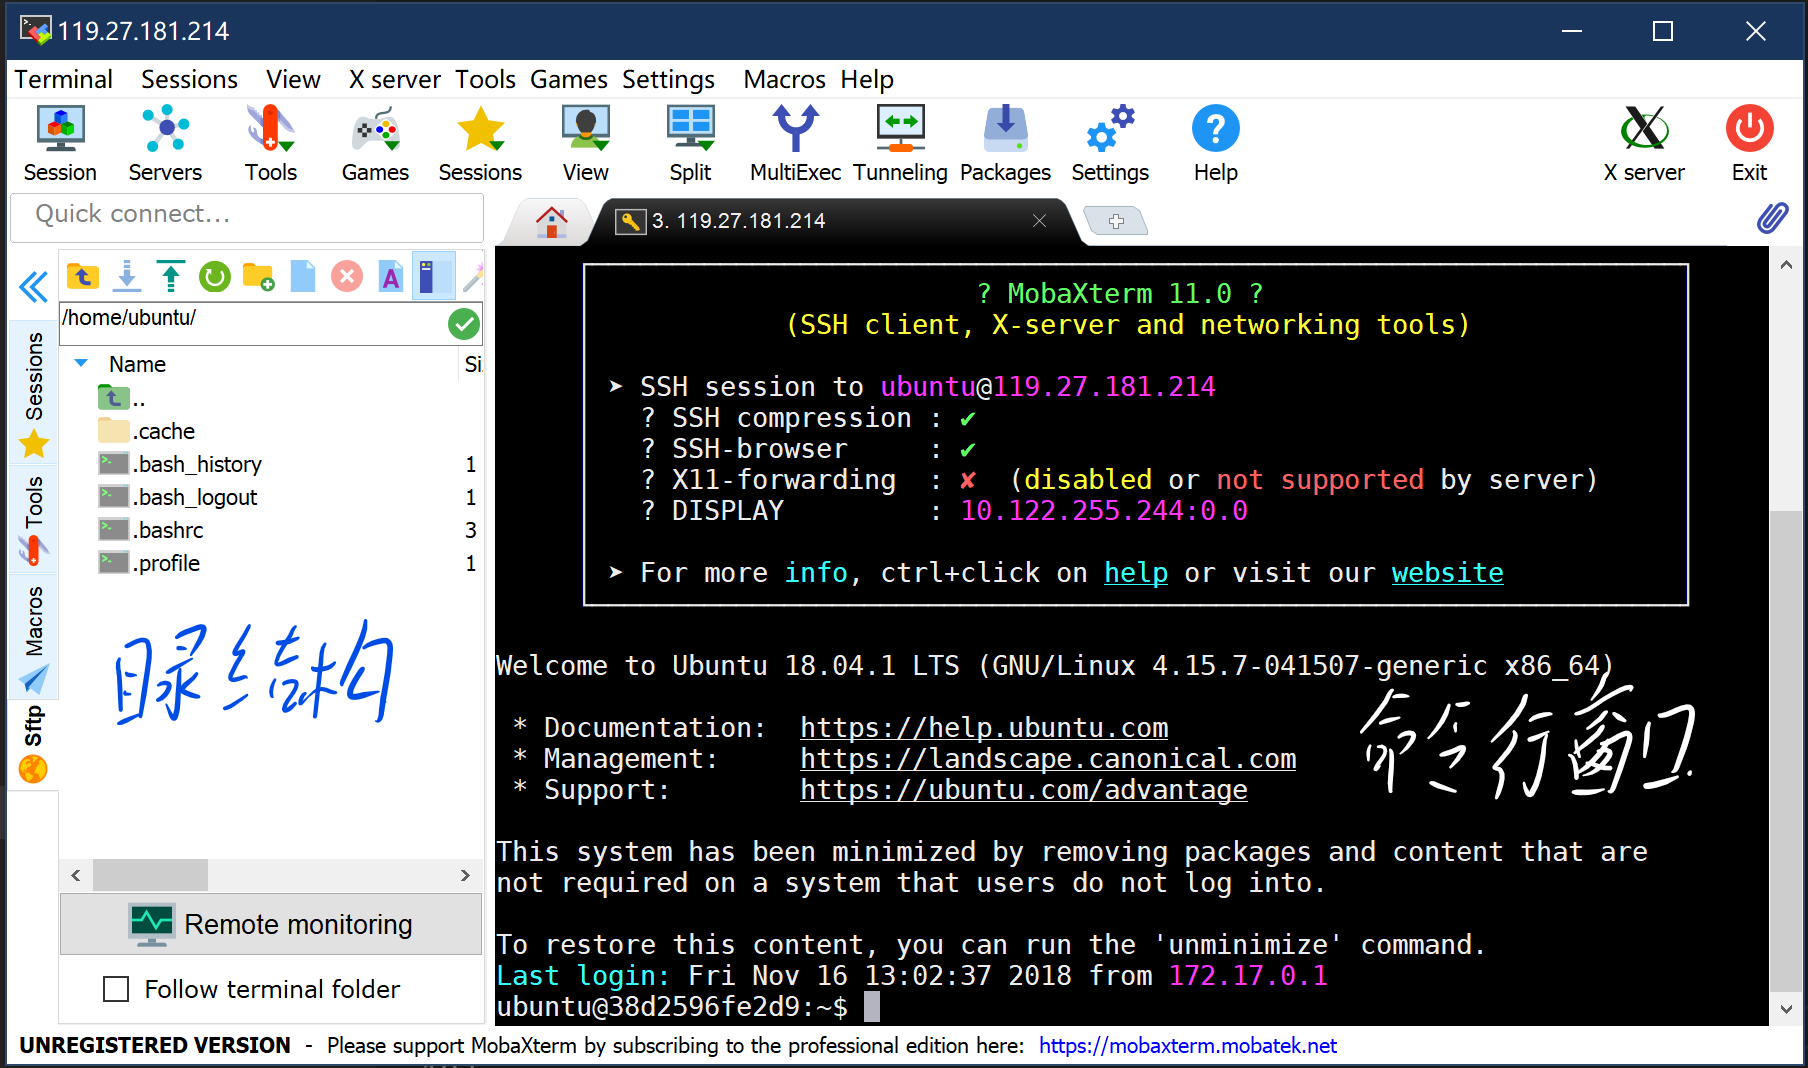 119.27.181.214
Terminal Sessions View X server Tools Games Settings Macros Help
Session Servers Tools Games Sessions View Split MultiExec Tunneling Packages Settings Help X server Exit
Quick connect...
3. 119.27.181.214
/home/ubuntu/
Name Si
..
.cache
.bash_history 1
.bash_logout 1
.bashrc 3
.profile 1
Sessions
Tools
Macros
Sftp
目录结构
Remote monitoring
Follow terminal folder
? MobaXterm 11.0 ?
(SSH client, X-server and networking tools)
➤ SSH session to ubuntu@119.27.181.214
? SSH compression : ✔
? SSH-browser : ✔
? X11-forwarding : ✘ (disabled or not supported by server)
? DISPLAY : 10.122.255.244:0.0
➤ For more info, ctrl+click on help or visit our website
Welcome to Ubuntu 18.04.1 LTS (GNU/Linux 4.15.7-041507-generic x86_64)
* Documentation: https://help.ubuntu.com
* Management: https://landscape.canonical.com
* Support: https://ubuntu.com/advantage
命令行窗口
This system has been minimized by removing packages and content that are
not required on a system that users do not log into.
To restore this content, you can run the 'unminimize' command.
Last login: Fri Nov 16 13:02:37 2018 from 172.17.0.1
ubuntu@38d2596fe2d9:~$
UNREGISTERED VERSION - Please support MobaXterm by subscribing to the professional edition here: https://mobaxterm.mobatek.net